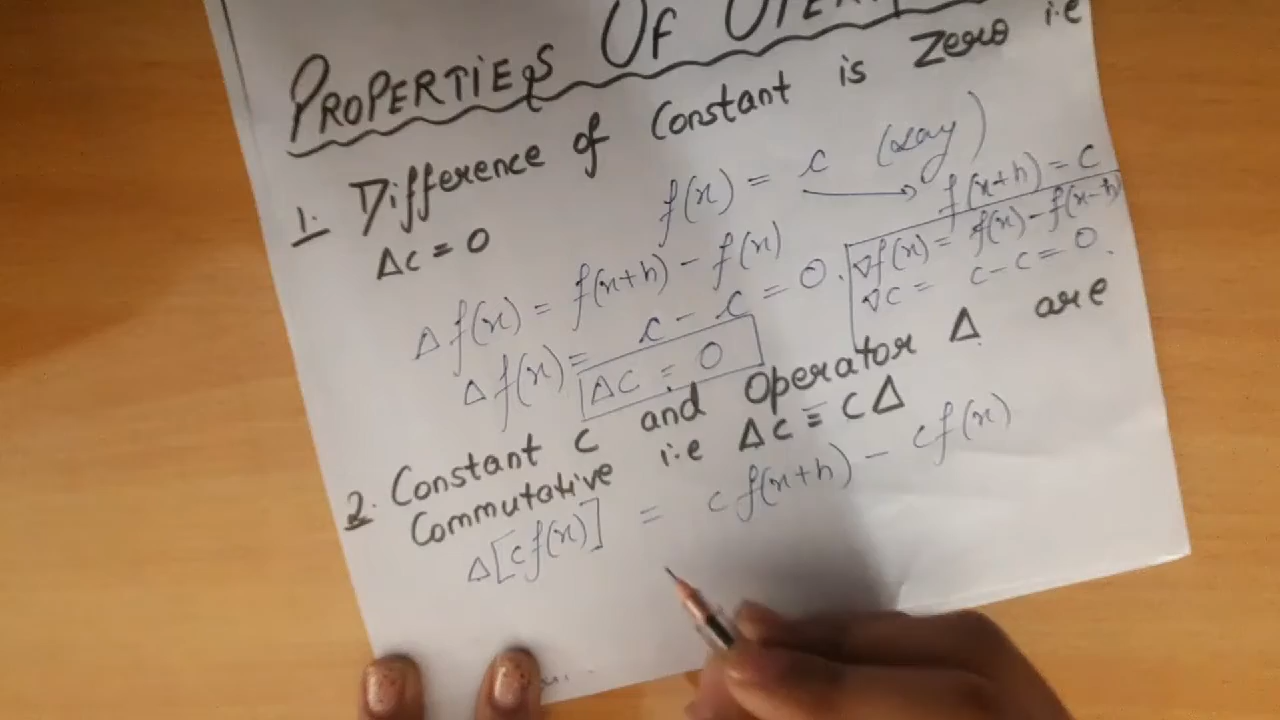 PROPERTIES OF
1. Difference of Constant is Zero i.e
ΔC = 0
f(x) = c (say)
f(x+h) = c
Δf(x) = f(x+h) - f(x)
Δf(x) = c - c = 0.
ΔC = 0
∇f(x) = f(x) - f(x-h)
∇C = c - c = 0.
2. Constant C and Operator Δ are
Commutative i.e ΔC ≡ CΔ
Δ[cf(x)] = cf(x+h) - cf(x)